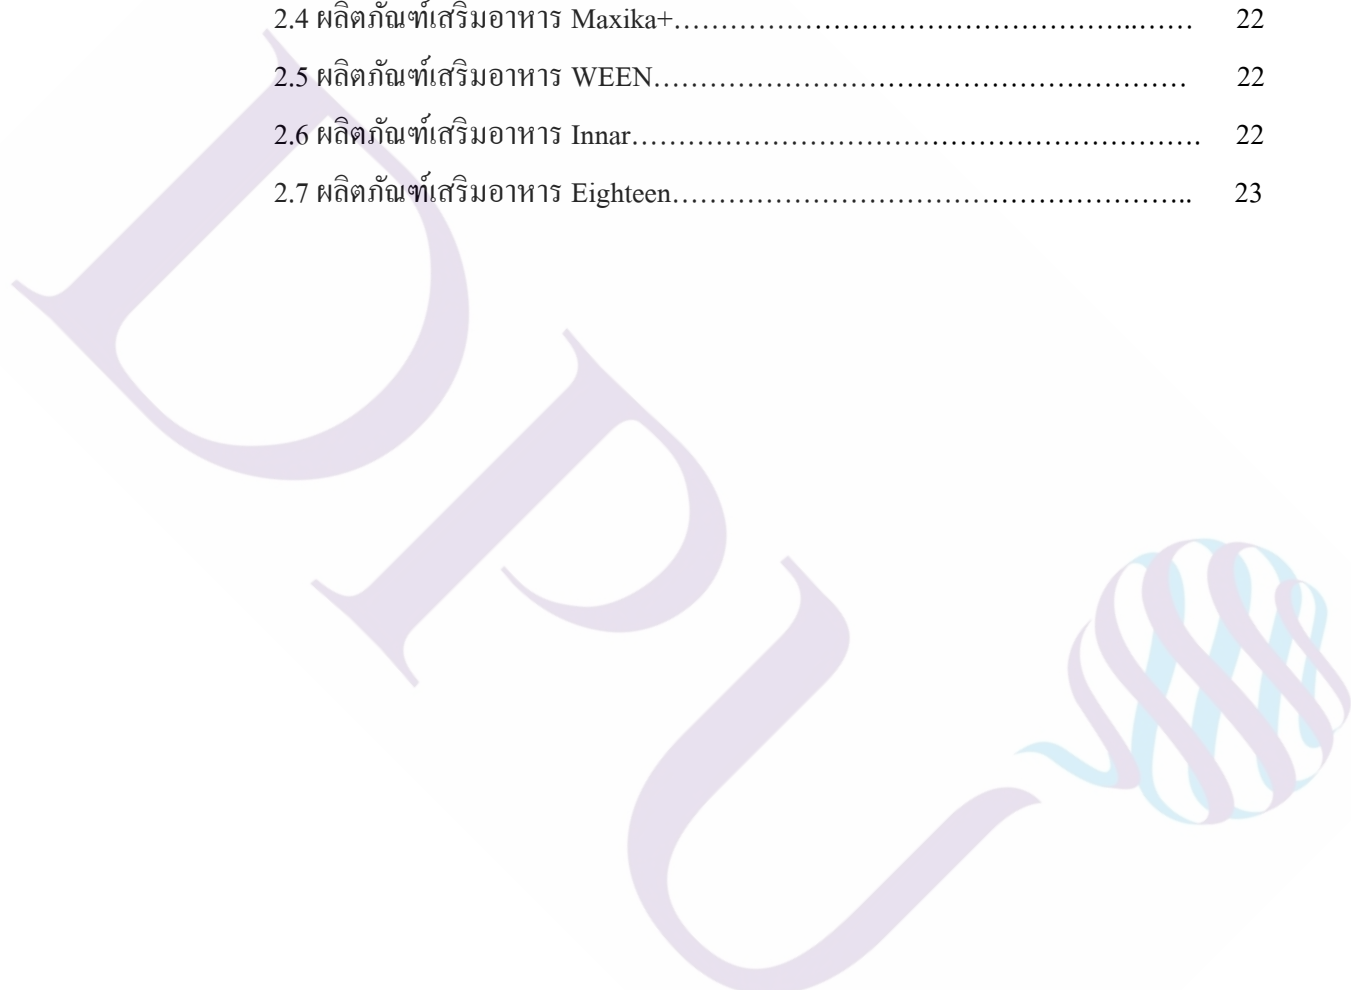 2.4 ผลิตภัณฑ์เสริมอาหาร Maxika+……………………………………………..…… 22
2.5 ผลิตภัณฑ์เสริมอาหาร WEEN………………………………………………… 22
2.6 ผลิตภัณฑ์เสริมอาหาร Innar……………………………………………………. 22
2.7 ผลิตภัณฑ์เสริมอาหาร Eighteen……………………………………………….. 23
DPU